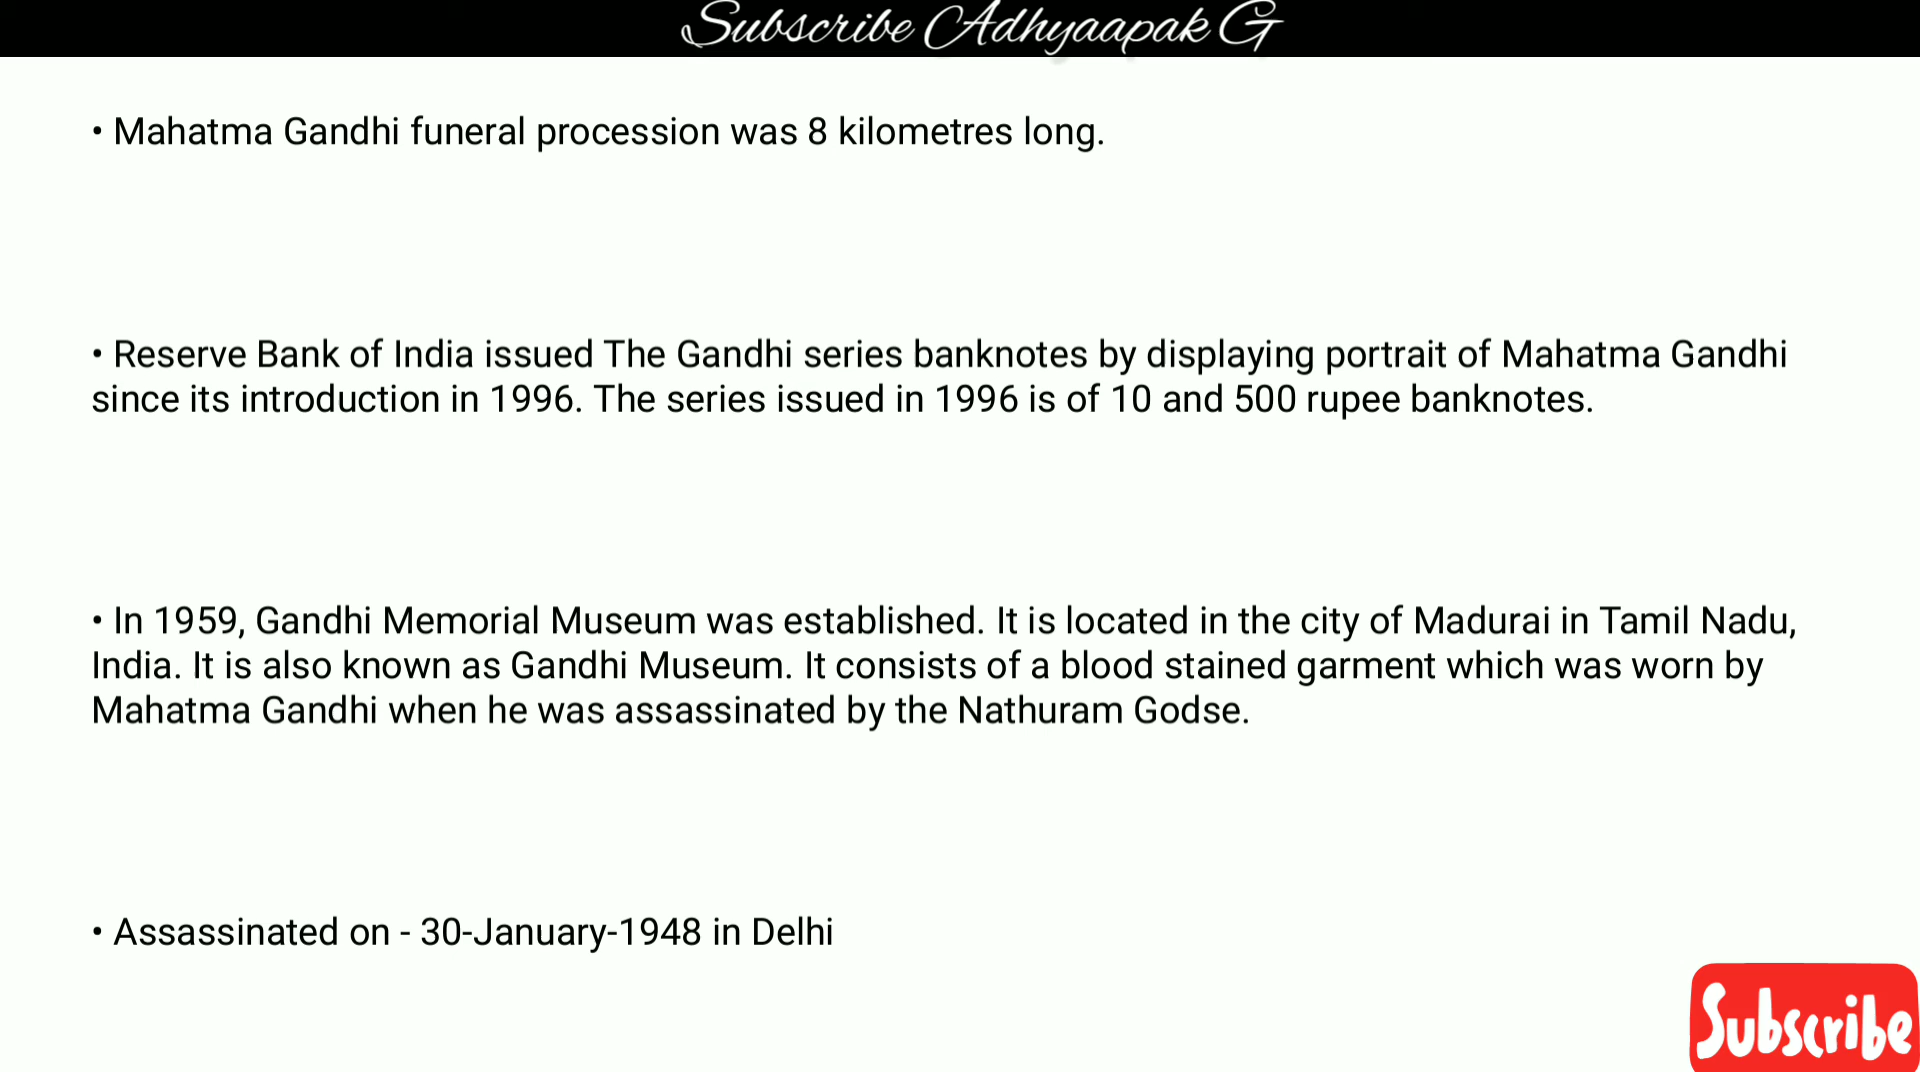 Subscribe Adhyaapak G
• Mahatma Gandhi funeral procession was 8 kilometres long.
• Reserve Bank of India issued The Gandhi series banknotes by displaying portrait of Mahatma Gandhi
since its introduction in 1996. The series issued in 1996 is of 10 and 500 rupee banknotes.
• In 1959, Gandhi Memorial Museum was established. It is located in the city of Madurai in Tamil Nadu,
India. It is also known as Gandhi Museum. It consists of a blood stained garment which was worn by
Mahatma Gandhi when he was assassinated by the Nathuram Godse.
• Assassinated on - 30-January-1948 in Delhi
Subscribe